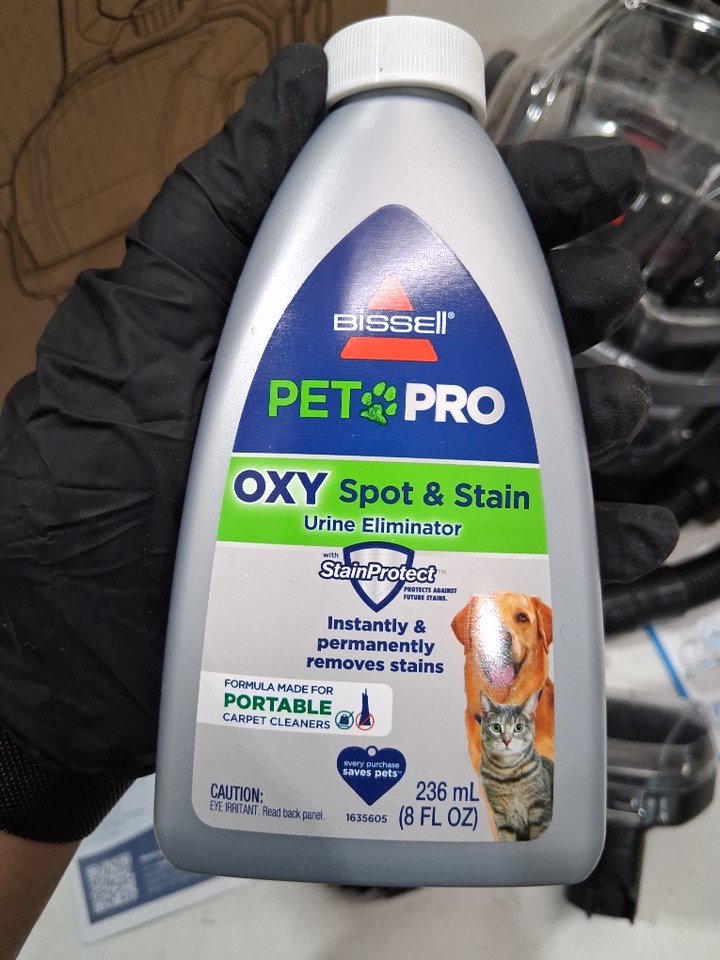 BISSELL®
PET PRO
OXY Spot & Stain
Urine Eliminator
with
StainProtect™
PROTECTS AGAINST
FUTURE STAINS.
Instantly &
permanently
removes stains
FORMULA MADE FOR
PORTABLE
CARPET CLEANERS
every purchase
saves pets™
CAUTION:
EYE IRRITANT. Read back panel.
1635605
236 mL
(8 FL OZ)